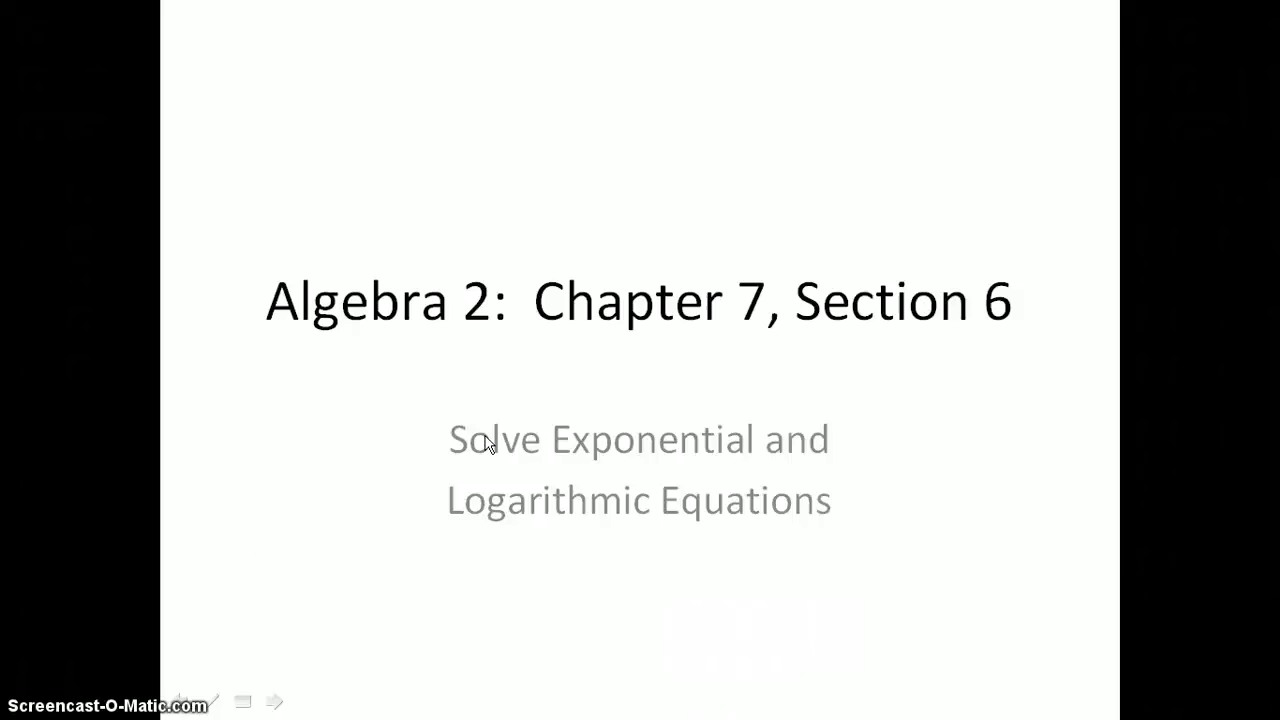 Algebra 2:  Chapter 7, Section 6
Solve Exponential and
Logarithmic Equations
Screencast-O-Matic.com